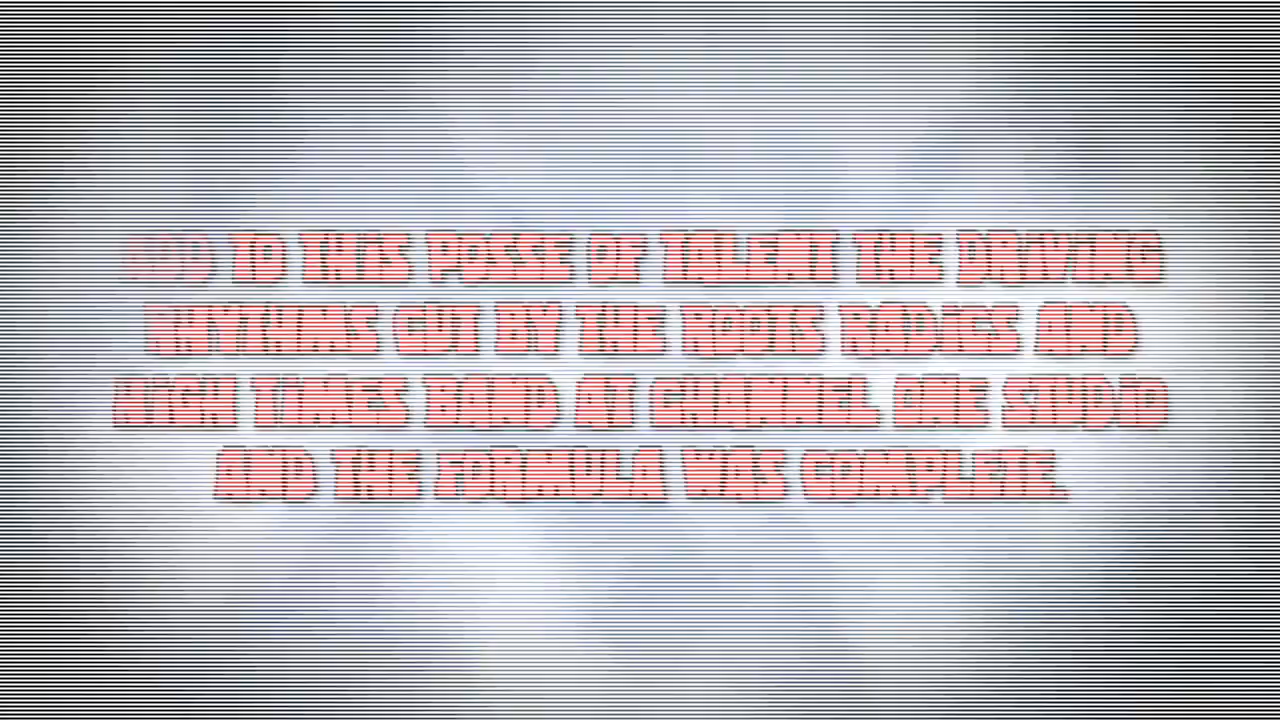 ADD TO THIS POSSE OF TALENT THE DRIVING
RHYTHMS CUT BY THE ROOTS RADICS AND
HIGH TIMES BAND AT CHANNEL ONE STUDIO
AND THE FORMULA WAS COMPLETE.